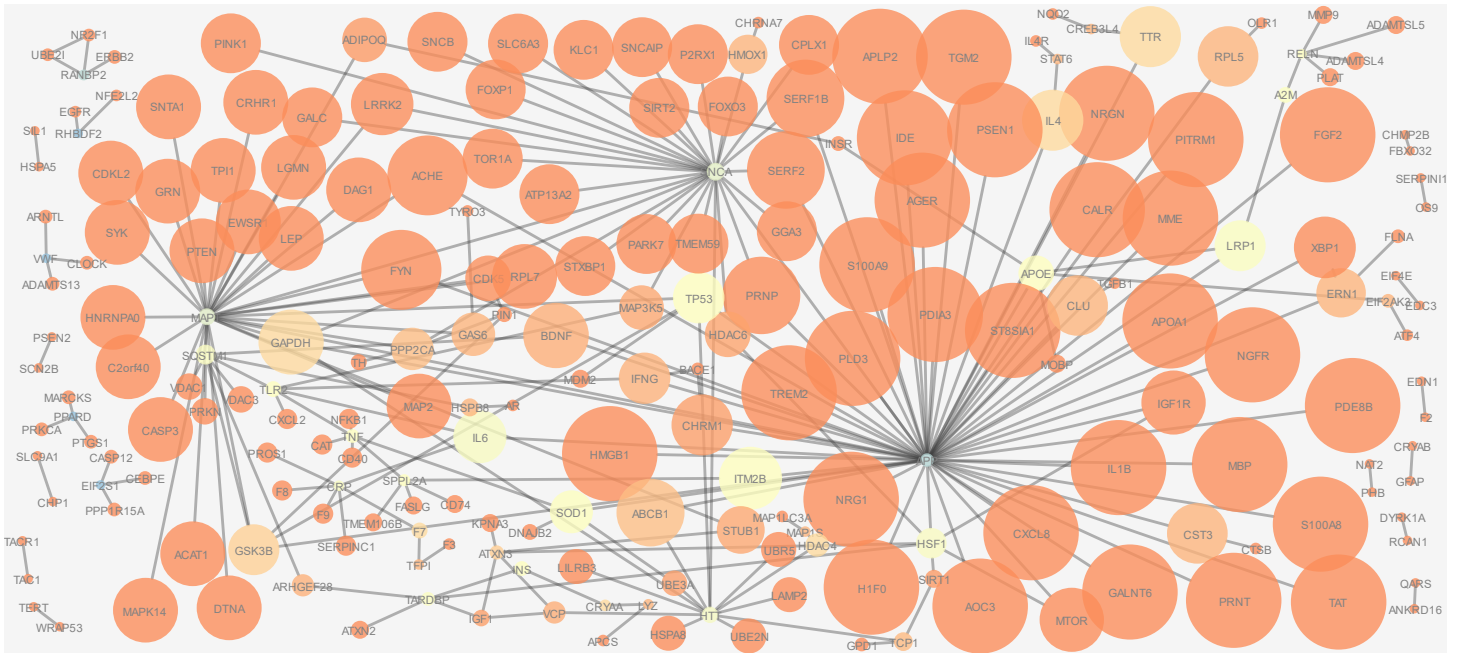 NR2F1
UBE2I
ERBB2
RANBP2
NFE2L2
EGFR
RHBDF2
SIL1
HSPA5
PINK1
ADIPOQ
SNCB
SLC6A3
KLC1
SNCAIP
P2RX1
CHRNA7
HMOX1
CPLX1
APLP2
TGM2
NQO2
CREB3L4
IL4R
STAT6
TTR
RPL5
OLR1
MMP9
ADAMTSL5
RELN
ADAMTSL4
PLAT
A2M
SNTA1
CRHR1
GALC
LRRK2
FOXP1
SIRT2
FOXO3
SERF1B
INSR
IDE
PSEN1
IL4
NRGN
PITRM1
FGF2
CHMP2B
FBXO32
SERPINI1
OS9
CDKL2
GRN
TPI1
LGMN
DAG1
ACHE
TOR1A
ATP13A2
NCA
SERF2
AGER
CALR
MME
ARNTL
SYK
PTEN
EWSR
LEP
TYRO3
PARK7
TMEM59
GGA3
LRP1
XBP1
FLNA
VWF
CLOCK
ADAMTS13
FYN
RPL7
STXBP1
S100A9
APOE
TGFB1
EIF4E
ERN1
EIF2AK3
EDC3
ATF4
HNRNPA0
PIN1
MAP3K5
TP53
PRNP
PDIA3
ST8SIA1
CLU
APOA1
PSEN2
SCN2B
SQSTM1
GAPDH
PPP2CA
GAS6
BDNF
HDAC6
PLD3
MOBP
NGFR
C2orf40
TH
TLR2
IFNG
MDM2
BACE1
TREM2
EDN1
F2
MARCKS
PPARD
PRKCA
PTGS1
VDAC1
PRKN
VDAC3
CXCL2
NFKB1
MAP2
HSPB8
AR
CHRM1
IGF1R
PDE8B
CASP3
CAT
TNF
CD40
IL6
SLC9A1
CHP1
CASP12
EIF2S1
CEBPE
PPP1R15A
PROS1
HMGB1
IL1B
MBP
CRYAB
GFAP
NAT2
PHB
F8
F9
CRP
SPPL2A
FASLG
CD74
ITM2B
NRG1
TMEM106B
SERPINC1
F7
F3
TFPI
KPNA3
DNAJB2
SOD1
ABCB1
STUB1
MAP1LC3A
MAP1S
HDAC4
UBR5
HSF1
CXCL8
CST3
CTSB
S100A8
DYRK1A
RCAN1
TACR1
TAC1
ACAT1
GSK3B
ARHGEF28
ATXN3
INS
LILRB3
UBE3A
LAMP2
H1F0
SIRT1
QARS
ANKRD16
TERT
WRAP53
MAPK14
DTNA
TARDBP
ATXN2
IGF1
VCP
CRYAA
LYZ
APCS
HSPA8
HTT
UBE2N
GPD1
TCP1
AOC3
MTOR
GALNT6
PRNT
TAT